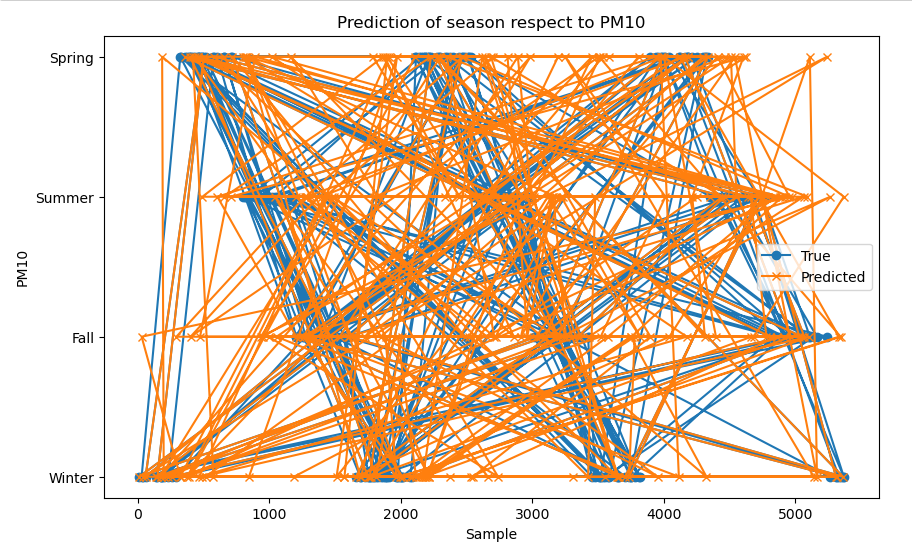 Prediction of season respect to PM10
Spring
Summer
Fall
Winter
PM10
True
Predicted
0 1000 2000 3000 4000 5000
Sample